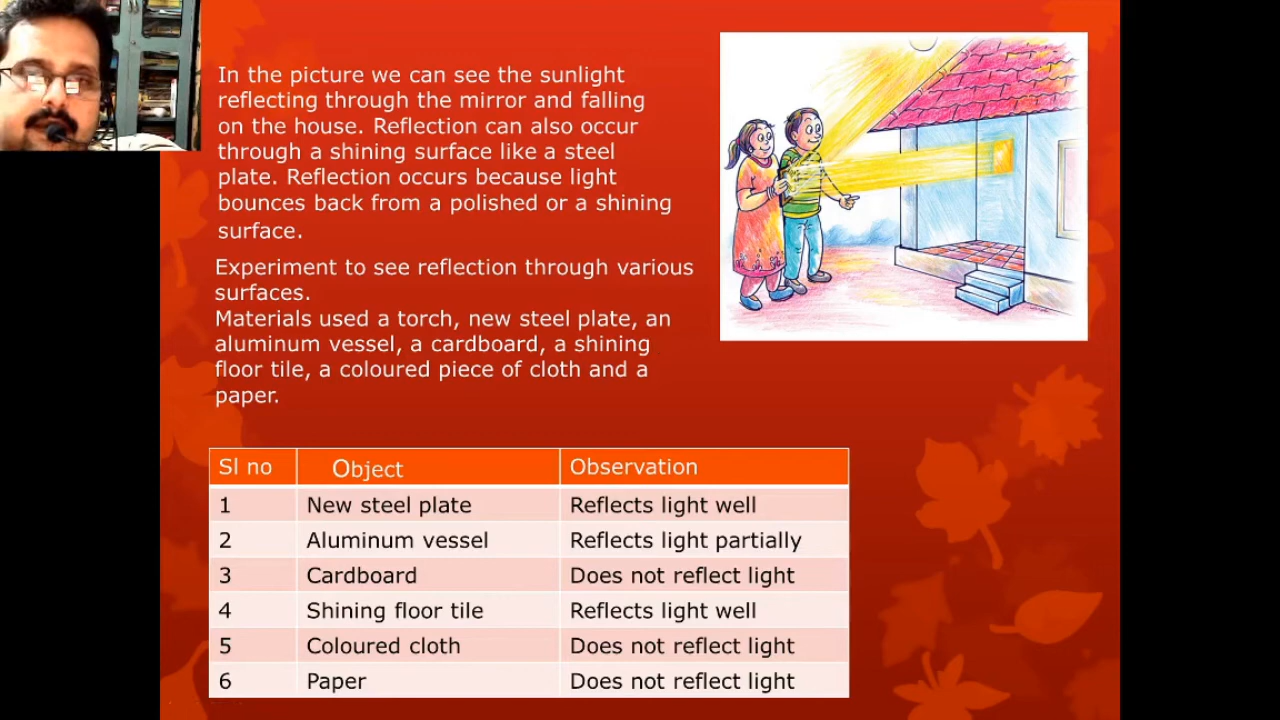 In the picture we can see the sunlight
reflecting through the mirror and falling
on the house. Reflection can also occur
through a shining surface like a steel
plate. Reflection occurs because light
bounces back from a polished or a shining
surface.
Experiment to see reflection through various
surfaces.
Materials used a torch, new steel plate, an
aluminum vessel, a cardboard, a shining
floor tile, a coloured piece of cloth and a
paper.
Sl no Object Observation
1 New steel plate Reflects light well
2 Aluminum vessel Reflects light partially
3 Cardboard Does not reflect light
4 Shining floor tile Reflects light well
5 Coloured cloth Does not reflect light
6 Paper Does not reflect light